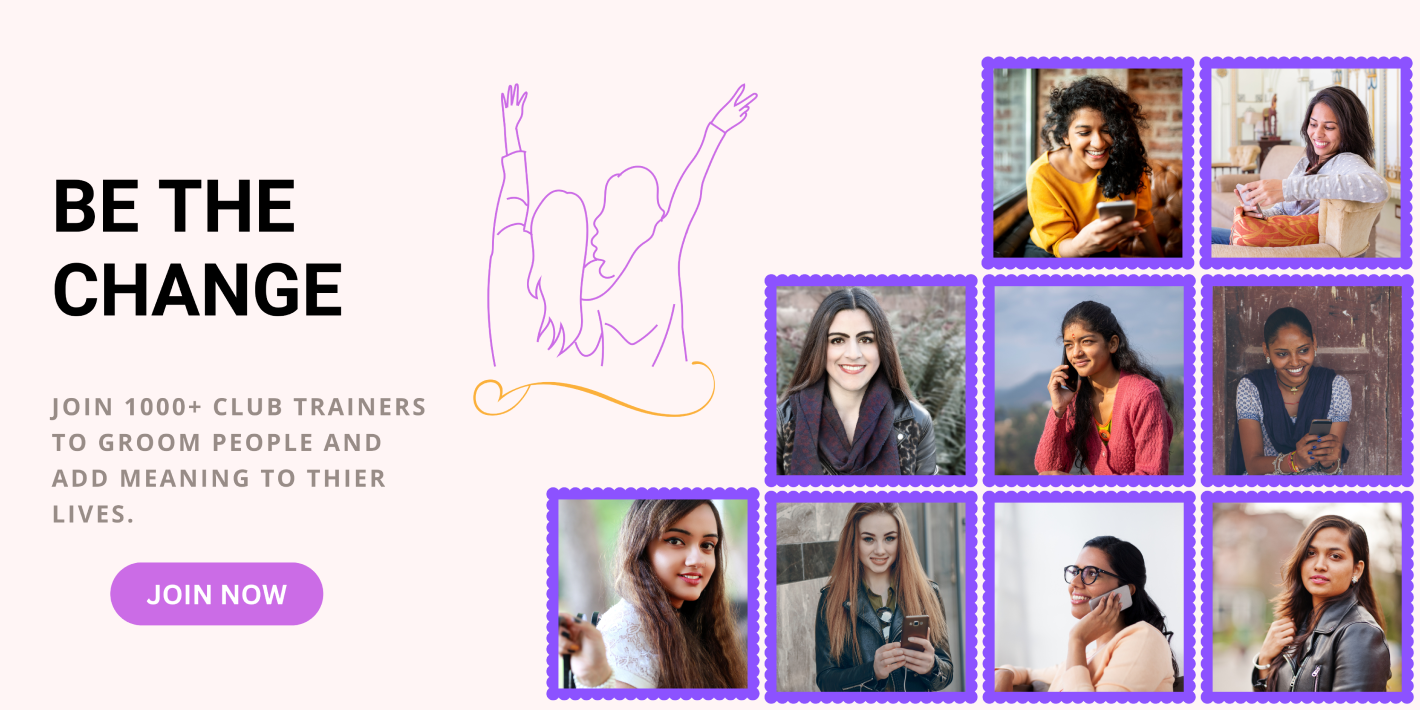 BE THE
CHANGE
JOIN 1000+ CLUB TRAINERS
TO GROOM PEOPLE AND
ADD MEANING TO THIER
LIVES.
JOIN NOW